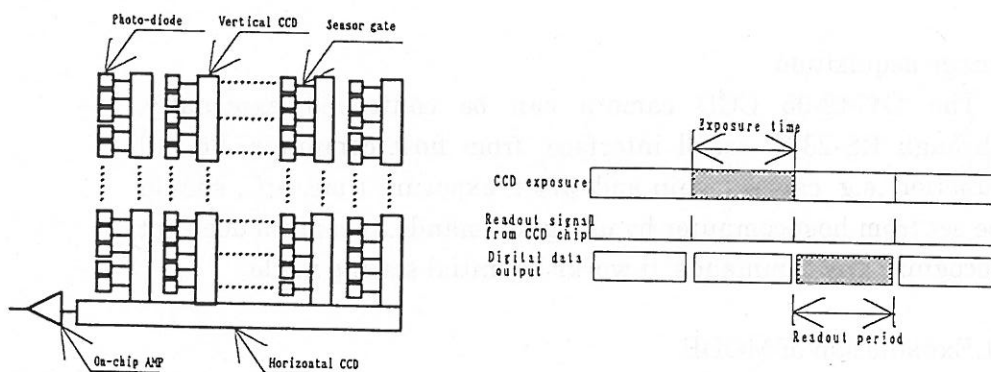 Photo-diode
Vertical CCD
Sensor gate
On-chip AMP
Horizontal CCD
Exposure time
CCD exposure
Readout signal
from CCD chip
Digital data
output
Readout period